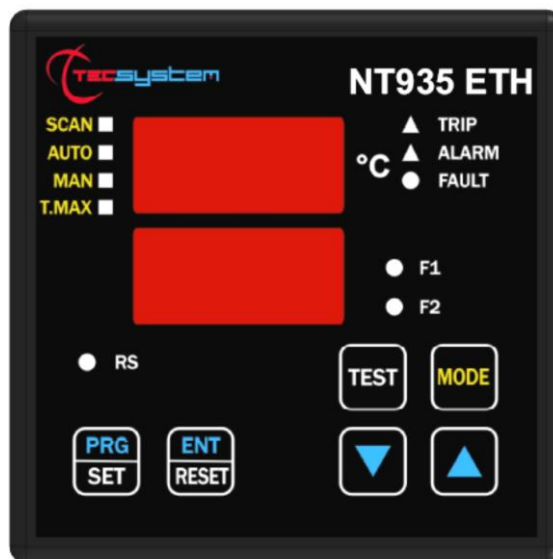 TECSYSTEM
NT935 ETH
SCAN
AUTO
MAN
T.MAX
°C
TRIP
ALARM
FAULT
F1
F2
RS
TEST
MODE
PRG
SET
ENT
RESET